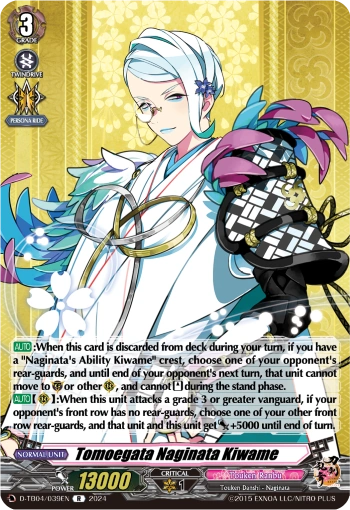 3
GRADE
TWINDRIVE
PERSONA RIDE
AUTO :When this card is discarded from deck during your turn, if you have
a "Naginata's Ability Kiwame" crest, choose one of your opponent's
rear-guards, and until end of your opponent's next turn, that unit cannot
move to or other , and cannot during the stand phase.
AUTO【 】:When this unit attacks a grade 3 or greater vanguard, if your
opponent's front row has no rear-guards, choose one of your other front
row rear-guards, and that unit and this unit get +5000 until end of turn.
NORMAL UNIT
Tomoegata Naginata Kiwame
POWER 13000 CRITICAL 1
Touken Ranbu
Touken Danshi - Naginata
D-TB04/039EN R 2024 ©2015 EXNOA LLC/NITRO PLUS